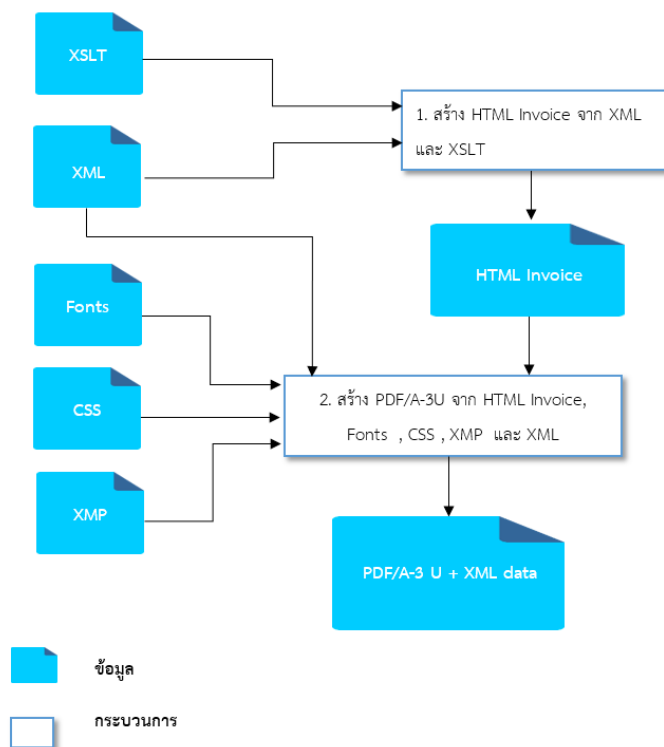 XSLT
1. สร้าง HTML Invoice จาก XML
และ XSLT
XML
HTML Invoice
Fonts
2. สร้าง PDF/A-3U จาก HTML Invoice,
Fonts , CSS , XMP และ XML
CSS
XMP
PDF/A-3 U + XML data
ข้อมูล
กระบวนการ